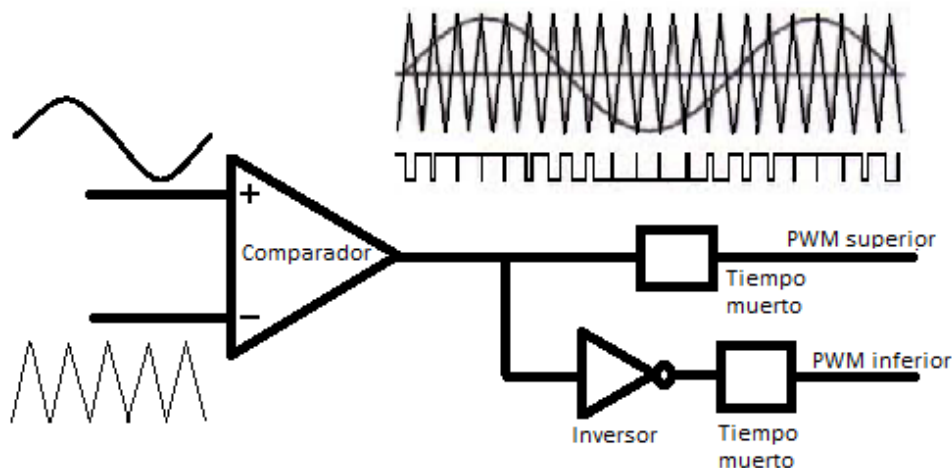 +
Comparador
−
PWM superior
Tiempo
muerto
PWM inferior
Inversor
Tiempo
muerto